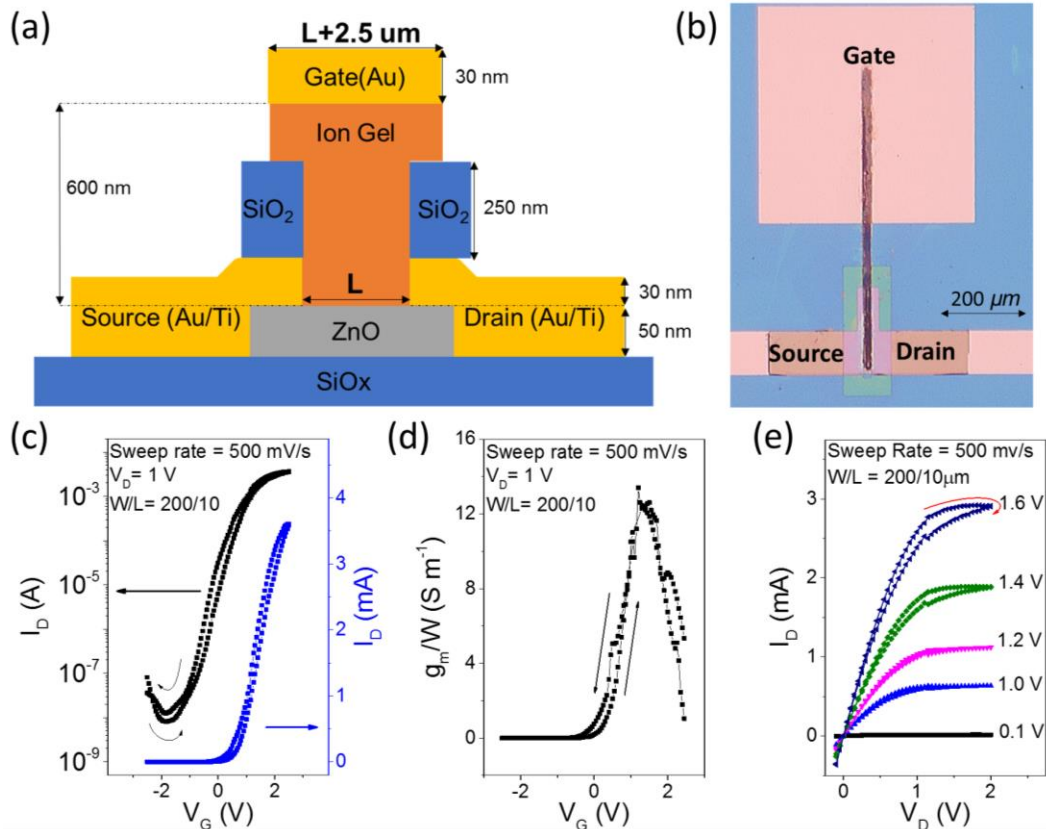 (a)
L+2.5 um
Gate(Au)
30 nm
Ion Gel
600 nm
SiO2
SiO2
250 nm
L
30 nm
Source (Au/Ti)
ZnO
Drain (Au/Ti)
50 nm
SiOx
(b)
Gate
200 μm
Source
Drain
(c)
Sweep rate = 500 mV/s
VD= 1 V
W/L= 200/10
10-3
10-5
10-7
10-9
ID (A)
4
3
2
1
0
ID (mA)
-2
0
2
VG (V)
(d)
Sweep rate = 500 mV/s
VD= 1 V
W/L = 200/10
16
12
8
4
0
gm/W (S m-1)
-2
0
2
VG (V)
(e)
Sweep Rate = 500 mv/s
W/L = 200/10μm
3
2
1
0
ID (mA)
1.6 V
1.4 V
1.2 V
1.0 V
0.1 V
0
1
2
VD (V)